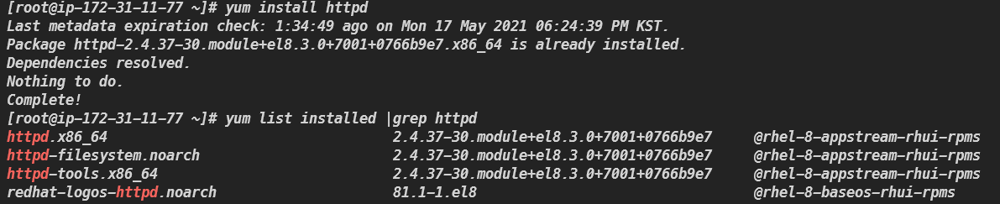 [root@ip-172-31-11-77 ~]# yum install httpd
Last metadata expiration check: 1:34:49 ago on Mon 17 May 2021 06:24:39 PM KST.
Package httpd-2.4.37-30.module+el8.3.0+7001+0766b9e7.x86_64 is already installed.
Dependencies resolved.
Nothing to do.
Complete!
[root@ip-172-31-11-77 ~]# yum list installed |grep httpd
httpd.x86_64 2.4.37-30.module+el8.3.0+7001+0766b9e7 @rhel-8-appstream-rhui-rpms
httpd-filesystem.noarch 2.4.37-30.module+el8.3.0+7001+0766b9e7 @rhel-8-appstream-rhui-rpms
httpd-tools.x86_64 2.4.37-30.module+el8.3.0+7001+0766b9e7 @rhel-8-appstream-rhui-rpms
redhat-logos-httpd.noarch 81.1-1.el8 @rhel-8-baseos-rhui-rpms